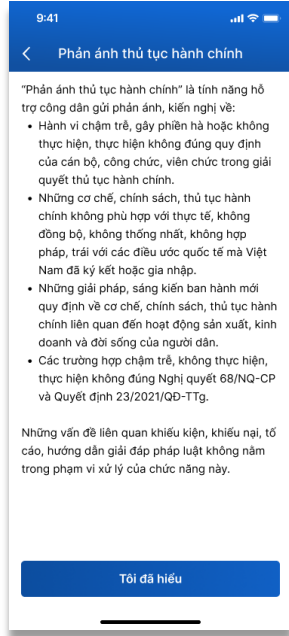 9:41
Phản ánh thủ tục hành chính
“Phản ánh thủ tục hành chính” là tính năng hỗ
trợ công dân gửi phản ánh, kiến nghị về:
• Hành vi chậm trễ, gây phiền hà hoặc không
thực hiện, thực hiện không đúng quy định
của cán bộ, công chức, viên chức trong giải
quyết thủ tục hành chính.
• Những cơ chế, chính sách, thủ tục hành
chính không phù hợp với thực tế, không
đồng bộ, không thống nhất, không hợp
pháp, trái với các điều ước quốc tế mà Việt
Nam đã ký kết hoặc gia nhập.
• Những giải pháp, sáng kiến ban hành mới
quy định về cơ chế, chính sách, thủ tục hành
chính liên quan đến hoạt động sản xuất, kinh
doanh và đời sống của người dân.
• Các trường hợp chậm trễ, không thực hiện,
thực hiện không đúng Nghị quyết 68/NQ-CP
và Quyết định 23/2021/QĐ-TTg.
Những vấn đề liên quan khiếu kiện, khiếu nại, tố
cáo, hướng dẫn giải đáp pháp luật không nằm
trong phạm vi xử lý của chức năng này.
Tôi đã hiểu